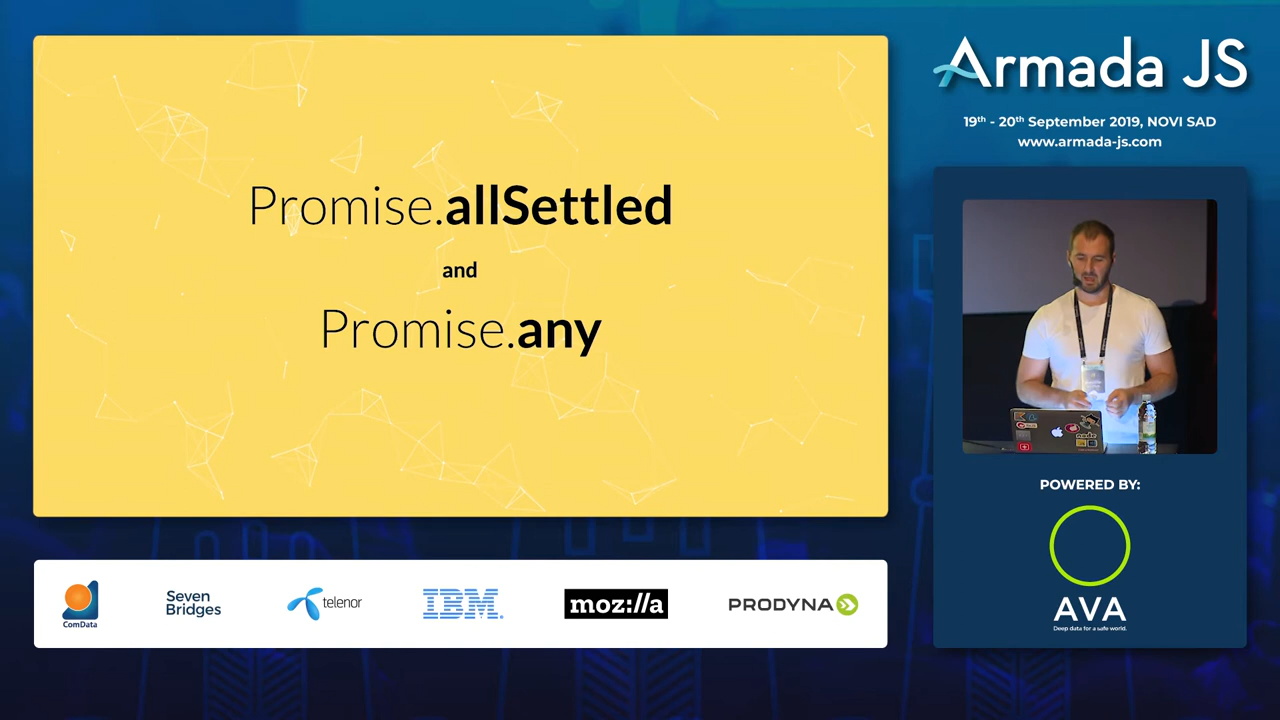 Promise.allSettled
and
Promise.any
Armada JS
19th - 20th September 2019, NOVI SAD
www.armada-js.com
POWERED BY:
AVA
Deep data for a safe world.
ComData
Seven
Bridges
telenor
IBM.
moz://a
PRODYNA
node